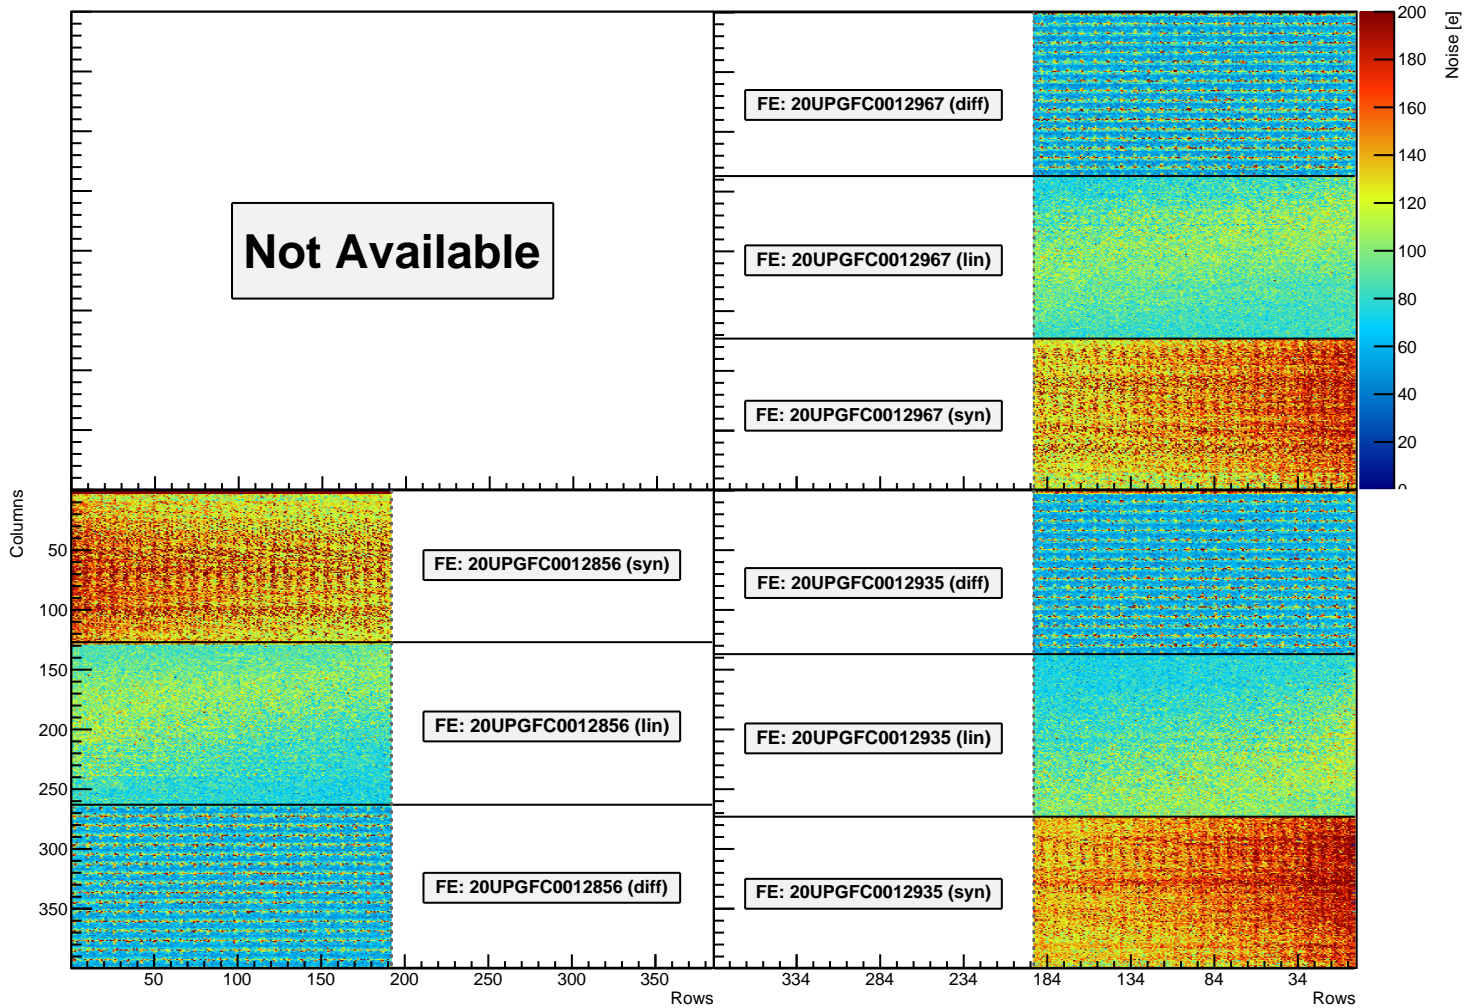 Not Available
FE: 20UPGFC0012967 (diff)
FE: 20UPGFC0012967 (lin)
FE: 20UPGFC0012967 (syn)
200
180
160
140
120
100
80
60
40
20
0
Noise [e]
Columns
50
100
150
200
250
300
350
FE: 20UPGFC0012856 (syn)
FE: 20UPGFC0012856 (lin)
FE: 20UPGFC0012856 (diff)
FE: 20UPGFC0012935 (diff)
FE: 20UPGFC0012935 (lin)
FE: 20UPGFC0012935 (syn)
50 100 150 200 250 300 350
Rows
334 284 234 184 134 84 34
Rows